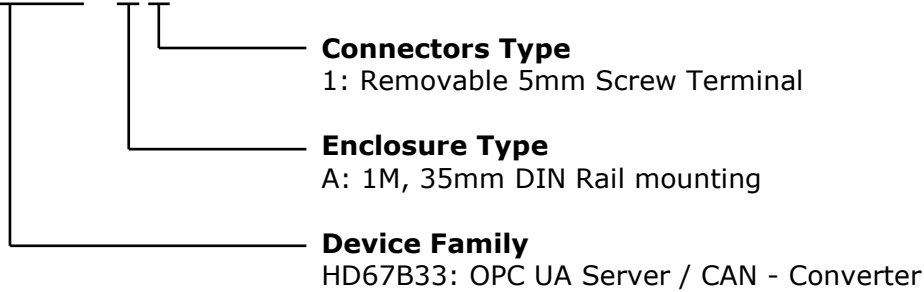 Connectors Type
1: Removable 5mm Screw Terminal
Enclosure Type
A: 1M, 35mm DIN Rail mounting
Device Family
HD67B33: OPC UA Server / CAN - Converter